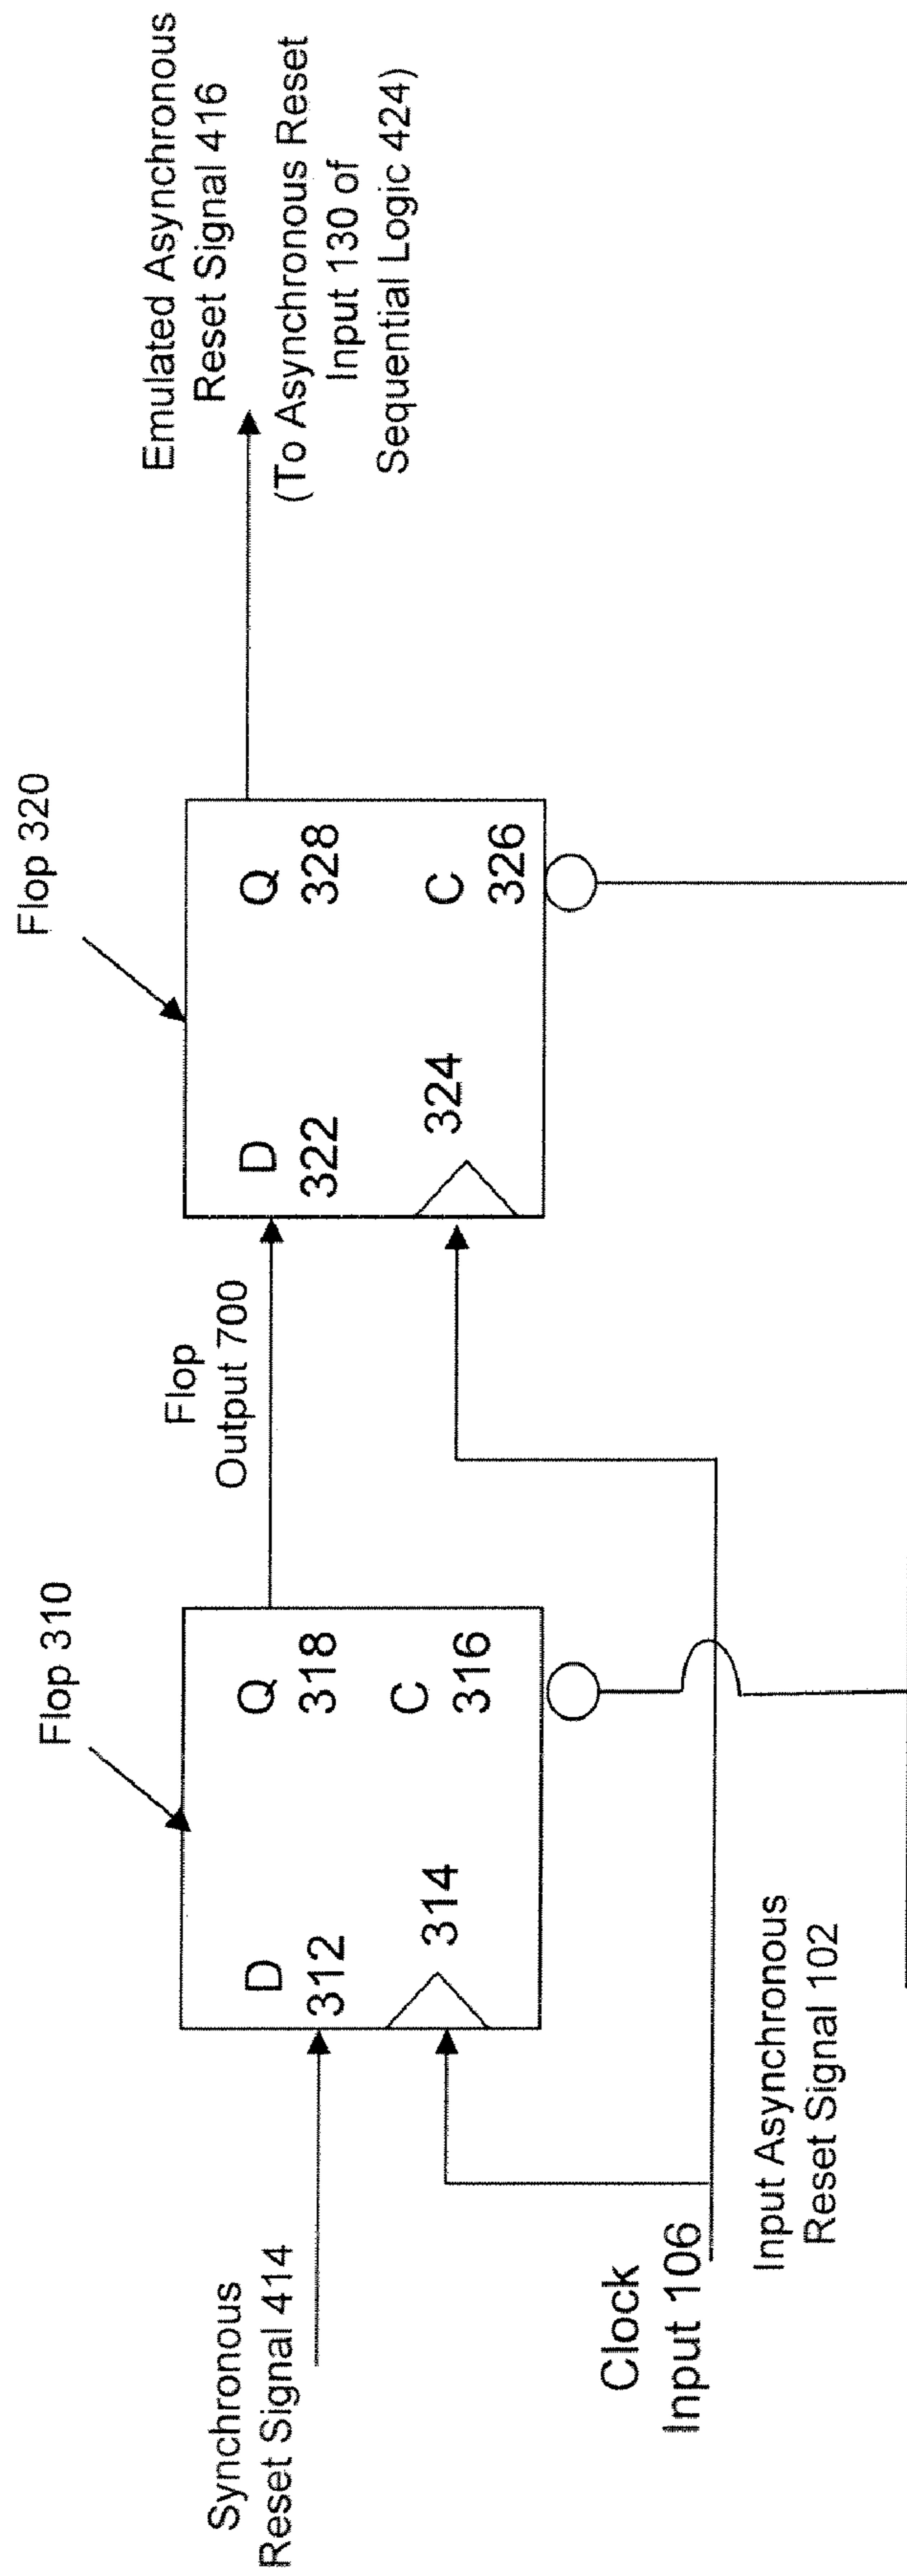 Flop 310
Flop 320
Flop
Output 700
Emulated Asynchronous
Reset Signal 416
(To Asynchronous Reset
Input 130 of
Sequential Logic 424)
Synchronous
Reset Signal 414
D
312
Q
318
314
C
316
D
322
Q
328
324
C
326
Clock
Input 106
Input Asynchronous
Reset Signal 102